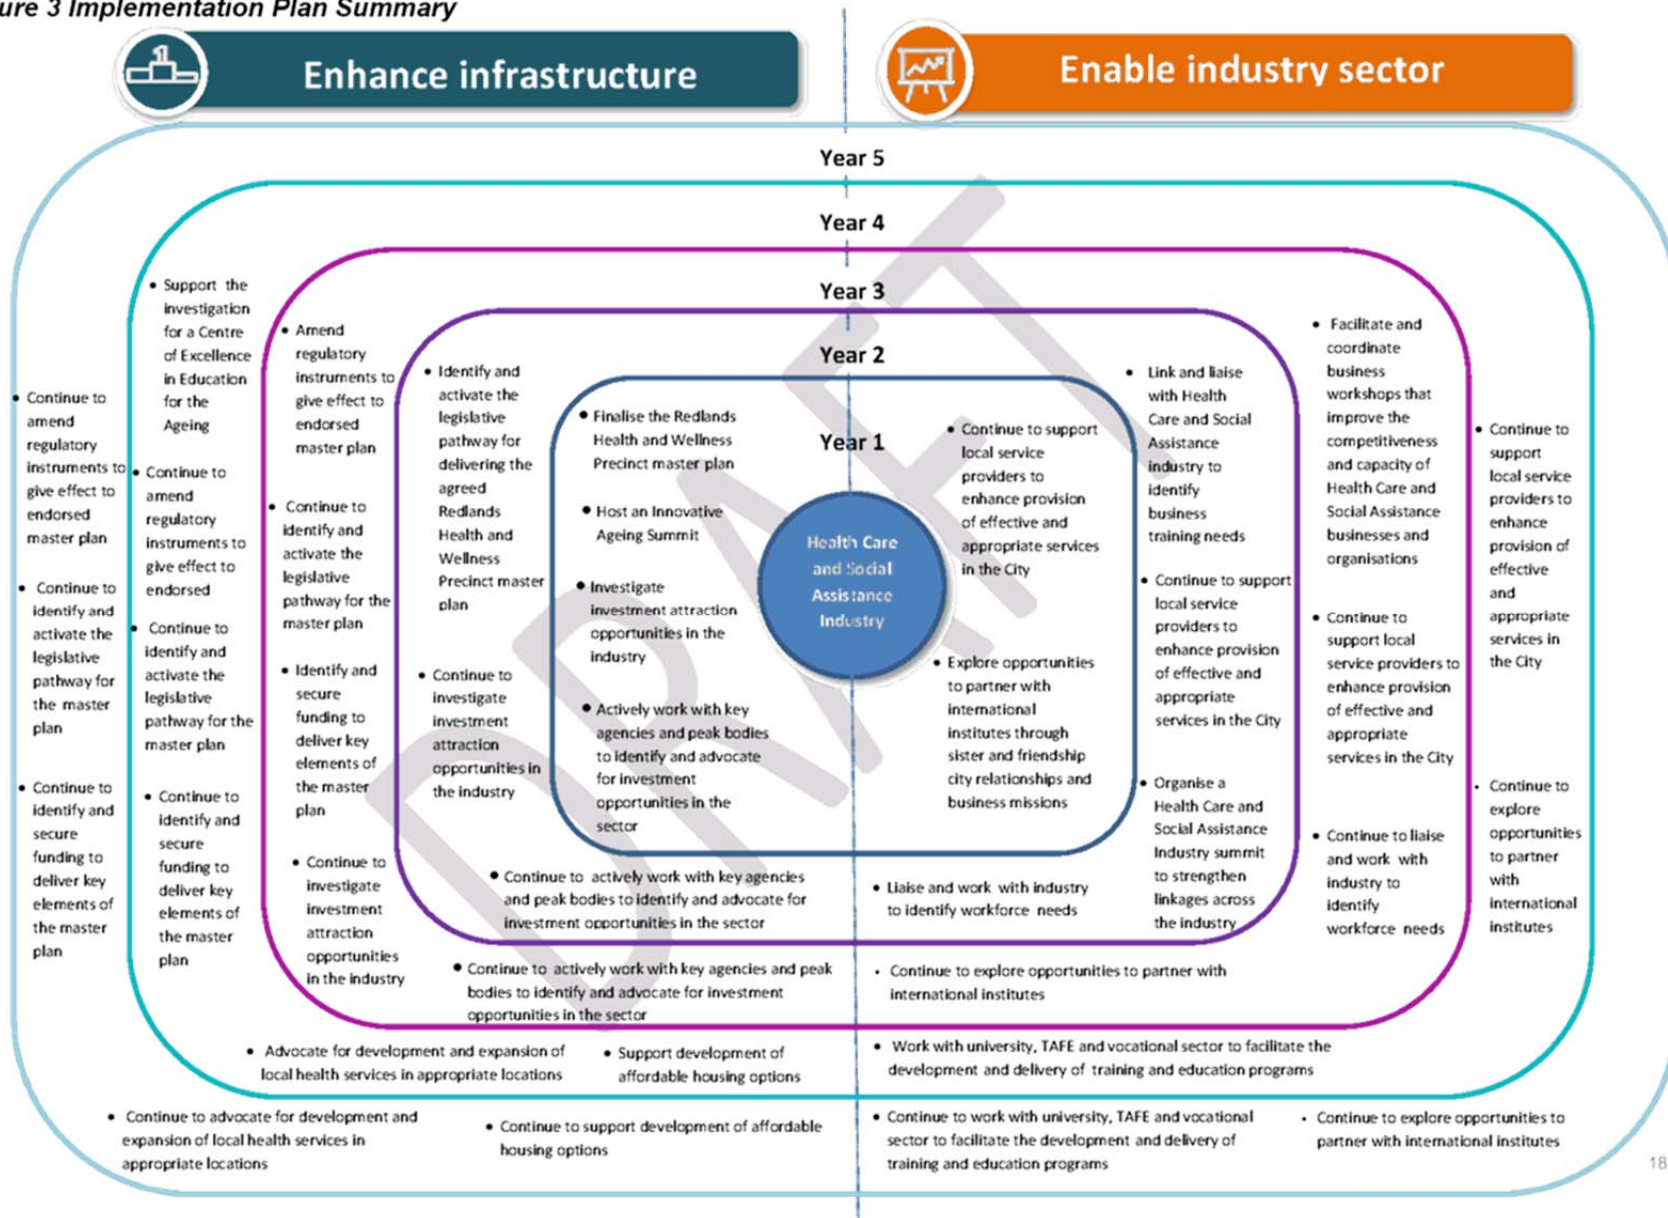 ure 3 Implementation Plan Summary
Enhance infrastructure
Enable industry sector
Year 5
Year 4
Year 3
Year 2
Year 1
Health Care
and Social
Assistance
Industry
• Continue to
amend
regulatory
instruments to
give effect to
endorsed
master plan
• Continue to
identify and
activate the
legislative
pathway for
the master
plan
• Continue to
identify and
secure
funding to
deliver key
elements of
the master
plan
• Support the
investigation
for a Centre
of Excellence
in Education
for the
Ageing
• Continue to
amend
regulatory
instruments to
give effect to
endorsed
• Continue to
identify and
activate the
legislative
pathway for the
master plan
• Continue to
identify and
secure
funding to
deliver key
elements of
the master
plan
• Amend
regulatory
instruments to
give effect to
endorsed
master plan
• Continue to
identify and
activate the
legislative
pathway for the
master plan
• Identify and
secure
funding to
deliver key
elements of
the master
plan
• Continue to
investigate
investment
attraction
opportunities
in the industry
• Identify and
activate the
legislative
pathway for
delivering the
agreed
Redlands
Health and
Wellness
Precinct master
plan
• Continue to
investigate
investment
attraction
opportunities in
the industry
• Finalise the Redlands
Health and Wellness
Precinct master plan
• Host an Innovative
Ageing Summit
• Investigate
investment attraction
opportunities in the
industry
• Actively work with key
agencies and peak bodies
to identify and advocate
for investment
opportunities in the
sector
• Continue to support
local service
providers to
enhance provision
of effective and
appropriate services
in the City
• Explore opportunities
to partner with
international
institutes through
sister and friendship
city relationships and
business missions
• Link and liaise
with Health
Care and Social
Assistance
industry to
identify
business
training needs
• Continue to support
local service
providers to
enhance provision
of effective and
appropriate
services in the City
• Organise a
Health Care and
Social Assistance
Industry summit
to strengthen
linkages across
the industry
• Facilitate and
coordinate
business
workshops that
improve the
competitiveness
and capacity of
Health Care and
Social Assistance
businesses and
organisations
• Continue to
support local
service providers to
enhance provision
of effective and
appropriate
services in the City
• Continue to liaise
and work with
industry to
identify
workforce needs
• Continue to
support
local service
providers to
enhance
provision of
effective
and
appropriate
services in
the City
• Continue to
explore
opportunities
to partner
with
international
institutes
• Continue to actively work with key agencies
and peak bodies to identify and advocate for
investment opportunities in the sector
• Liaise and work with industry
to identify workforce needs
• Continue to actively work with key agencies and peak
bodies to identify and advocate for investment
opportunities in the sector
• Continue to explore opportunities to partner with
international institutes
• Advocate for development and expansion of
local health services in appropriate locations
• Support development of
affordable housing options
• Work with university, TAFE and vocational sector to facilitate the
development and delivery of training and education programs
• Continue to advocate for development and
expansion of local health services in
appropriate locations
• Continue to support development of affordable
housing options
• Continue to work with university, TAFE and vocational
sector to facilitate the development and delivery of
training and education programs
• Continue to explore opportunities to
partner with international institutes
18
DRAFT